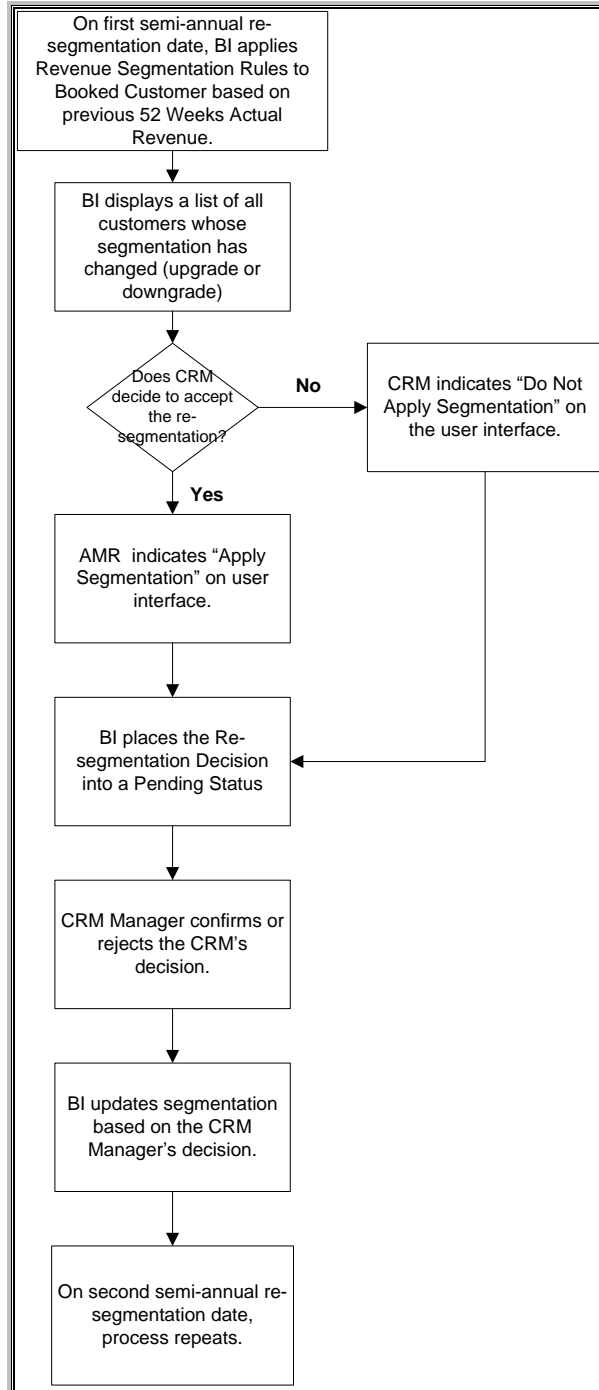 On first semi-annual re-
segmentation date, BI applies
Revenue Segmentation Rules to
Booked Customer based on
previous 52 Weeks Actual
Revenue.
BI displays a list of all
customers whose
segmentation has
changed (upgrade or
downgrade)
Does CRM
decide to accept
the re-
segmentation?
No
CRM indicates “Do Not
Apply Segmentation” on
the user interface.
Yes
AMR indicates “Apply
Segmentation” on user
interface.
BI places the Re-
segmentation Decision
into a Pending Status
CRM Manager confirms or
rejects the CRM’s
decision.
BI updates segmentation
based on the CRM
Manager’s decision.
On second semi-annual re-
segmentation date,
process repeats.